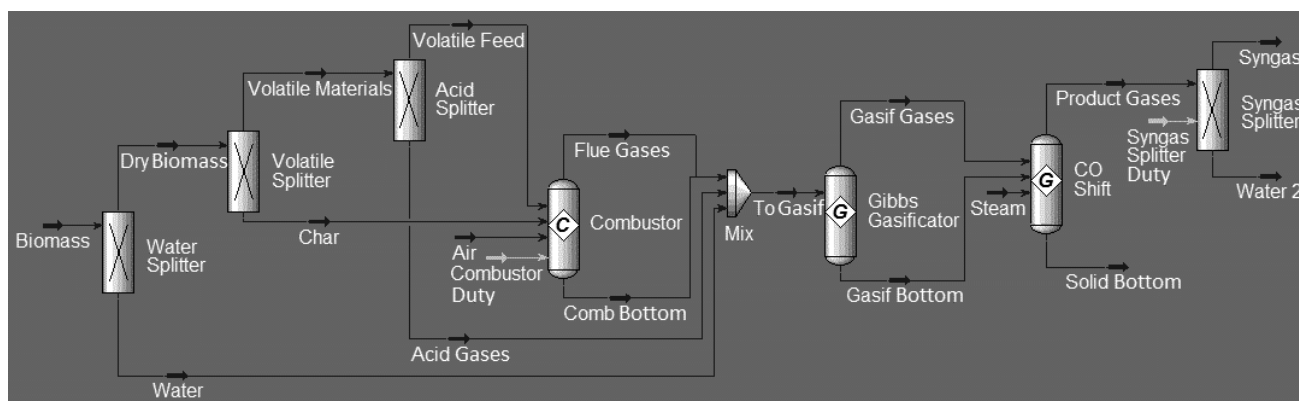 Volatile Feed
Syngas
Volatile Materials
Acid
Splitter
Product Gases
Syngas
Splitter
Gasif Gases
Flue Gases
Syngas
Splitter
Duty
Dry Biomass
Volatile
Splitter
G
CO
Shift
Water 2
C
Combustor
To Gasif
G
Gibbs
Gasificator
Steam
Biomass
Water
Splitter
Char
Air
Combustor
Duty
Mix
Comb Bottom
Gasif Bottom
Solid Bottom
Acid Gases
Water